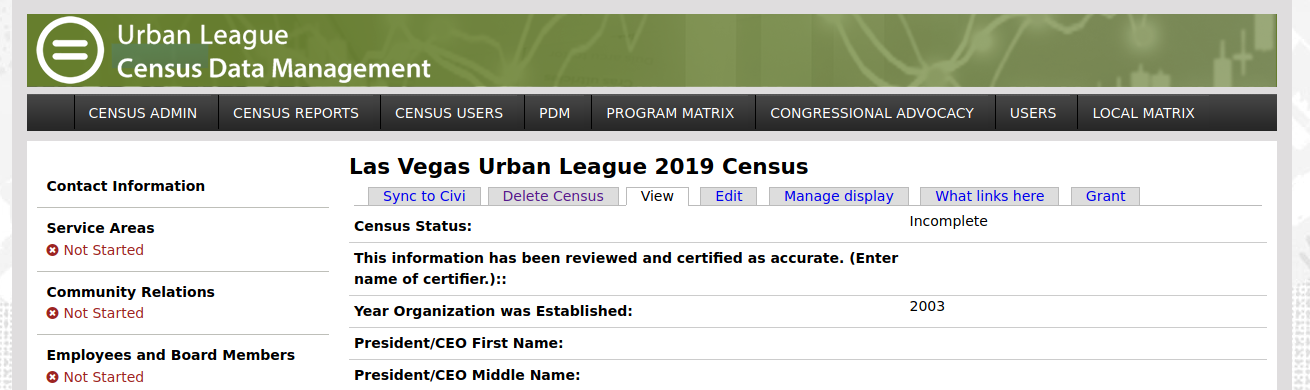 Urban League
Census Data Management
CENSUS ADMIN CENSUS REPORTS CENSUS USERS PDM PROGRAM MATRIX CONGRESSIONAL ADVOCACY USERS LOCAL MATRIX
Contact Information
Service Areas
Not Started
Community Relations
Not Started
Employees and Board Members
Not Started
Las Vegas Urban League 2019 Census
Sync to Civi Delete Census View Edit Manage display What links here Grant
Census Status: Incomplete
This information has been reviewed and certified as accurate. (Enter
name of certifier.)::
Year Organization was Established: 2003
President/CEO First Name:
President/CEO Middle Name: